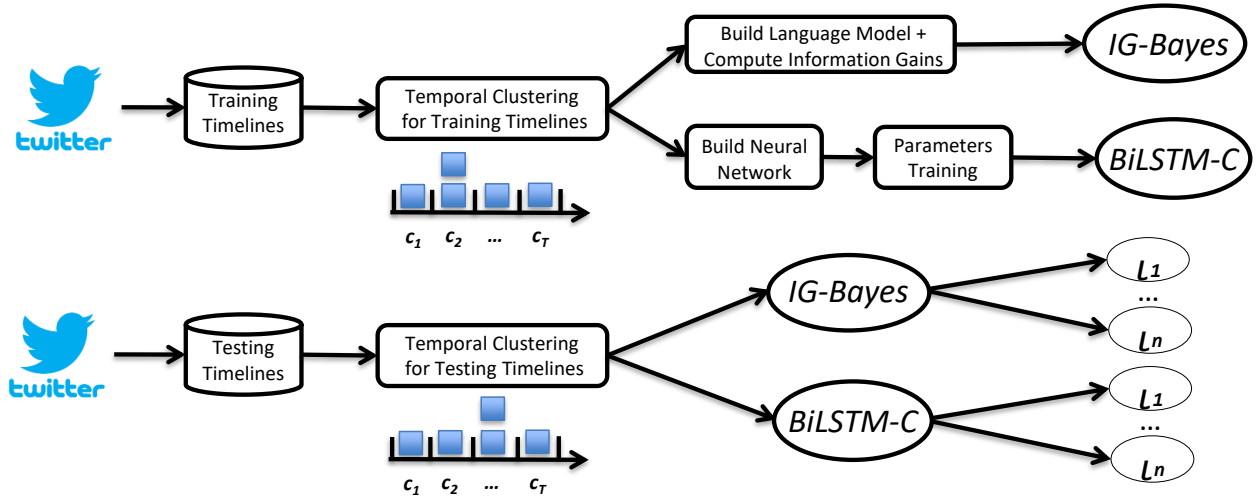 Build Language Model +
Compute Information Gains
IG-Bayes
twitter
Training
Timelines
Temporal Clustering
for Training Timelines
Build Neural
Network
Parameters
Training
BiLSTM-C
c1 c2 ... cT
twitter
Testing
Timelines
Temporal Clustering
for Testing Timelines
IG-Bayes
l1
...
ln
BiLSTM-C
l1
...
ln
c1 c2 ... cT